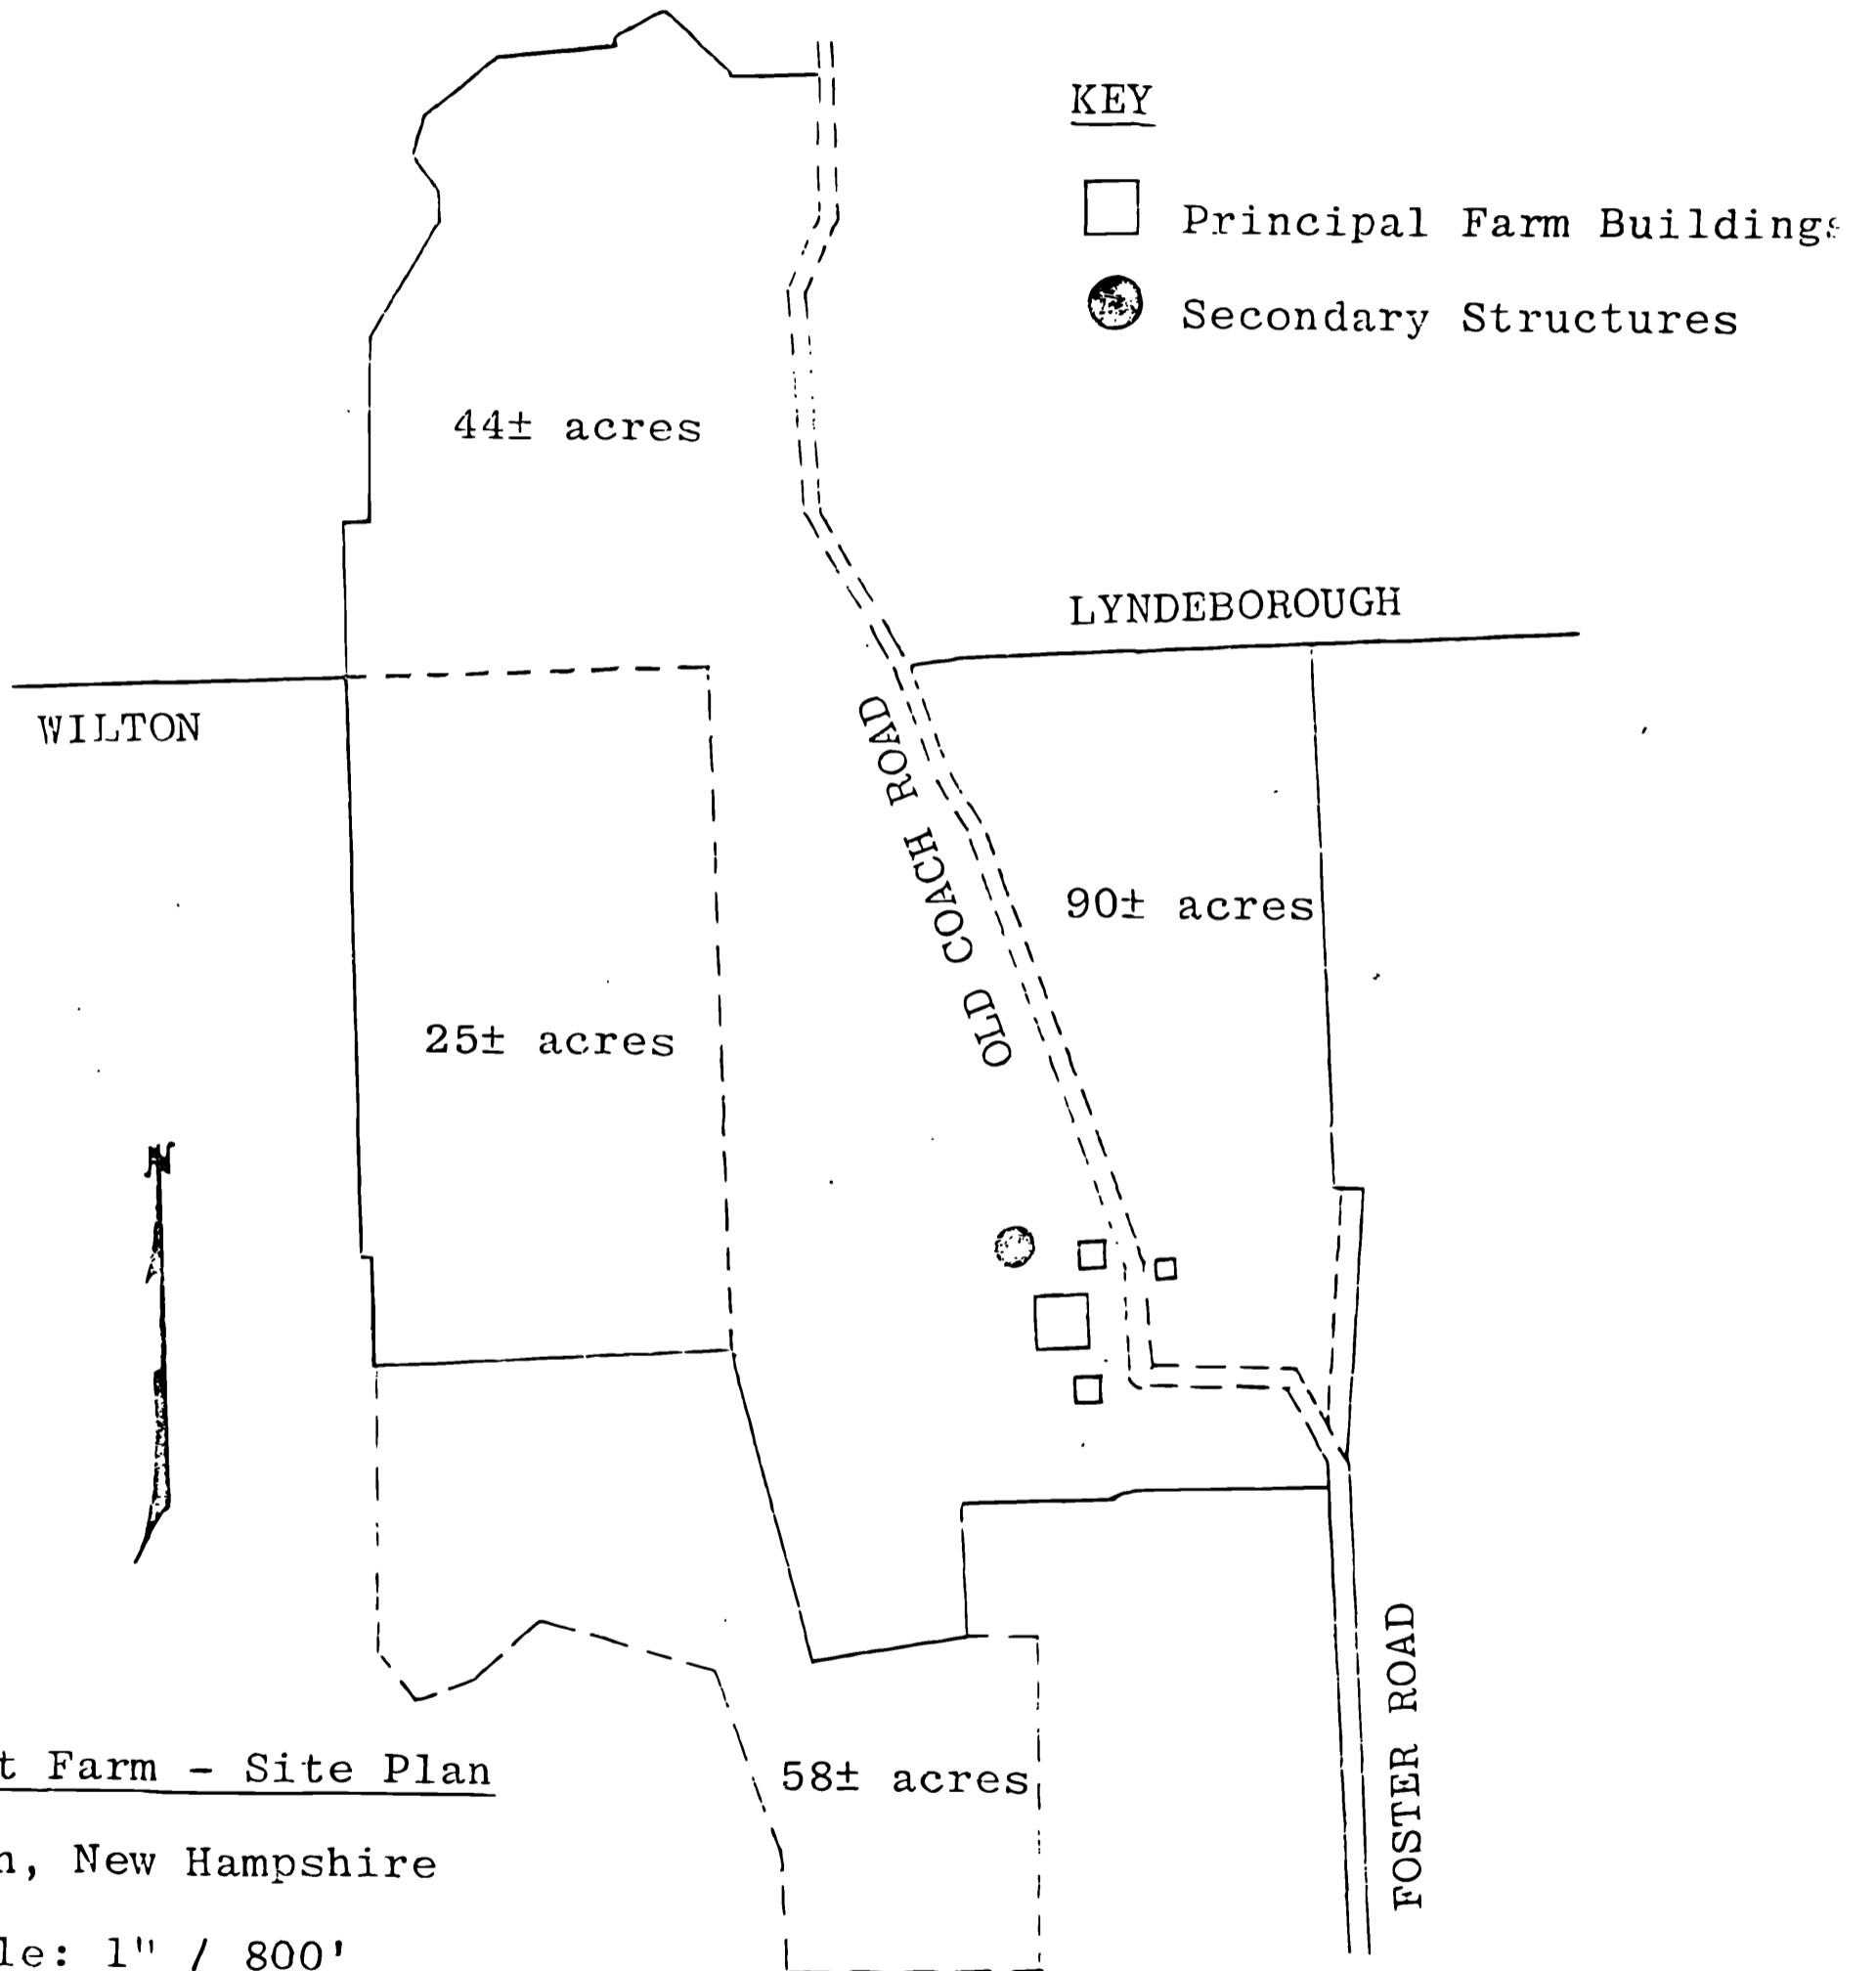 KEY
Principal Farm Buildings
Secondary Structures
44± acres
LYNDEBOROUGH
WILTON
OLD COACH ROAD
90± acres
25± acres
N
FOSTER ROAD
58± acres
t Farm - Site Plan
n, New Hampshire
le: 1" / 800'